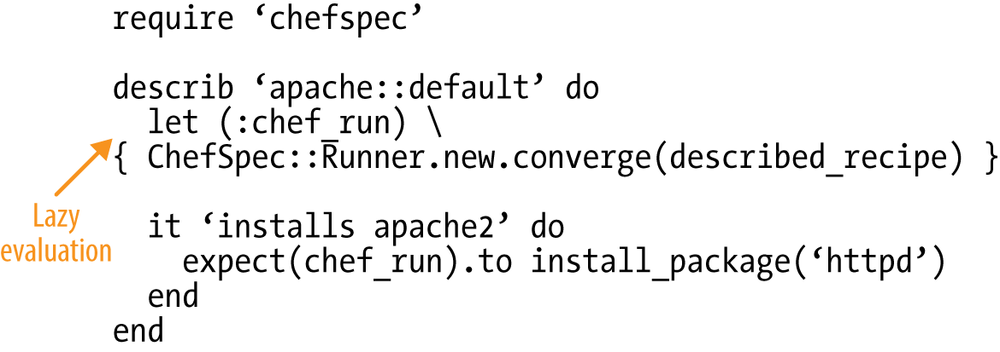 require ‘chefspec’
describ ‘apache::default’ do
let (:chef_run) \
{ ChefSpec::Runner.new.converge(described_recipe) }
Lazy
evaluation
it ‘installs apache2’ do
expect(chef_run).to install_package(‘httpd’)
end
end